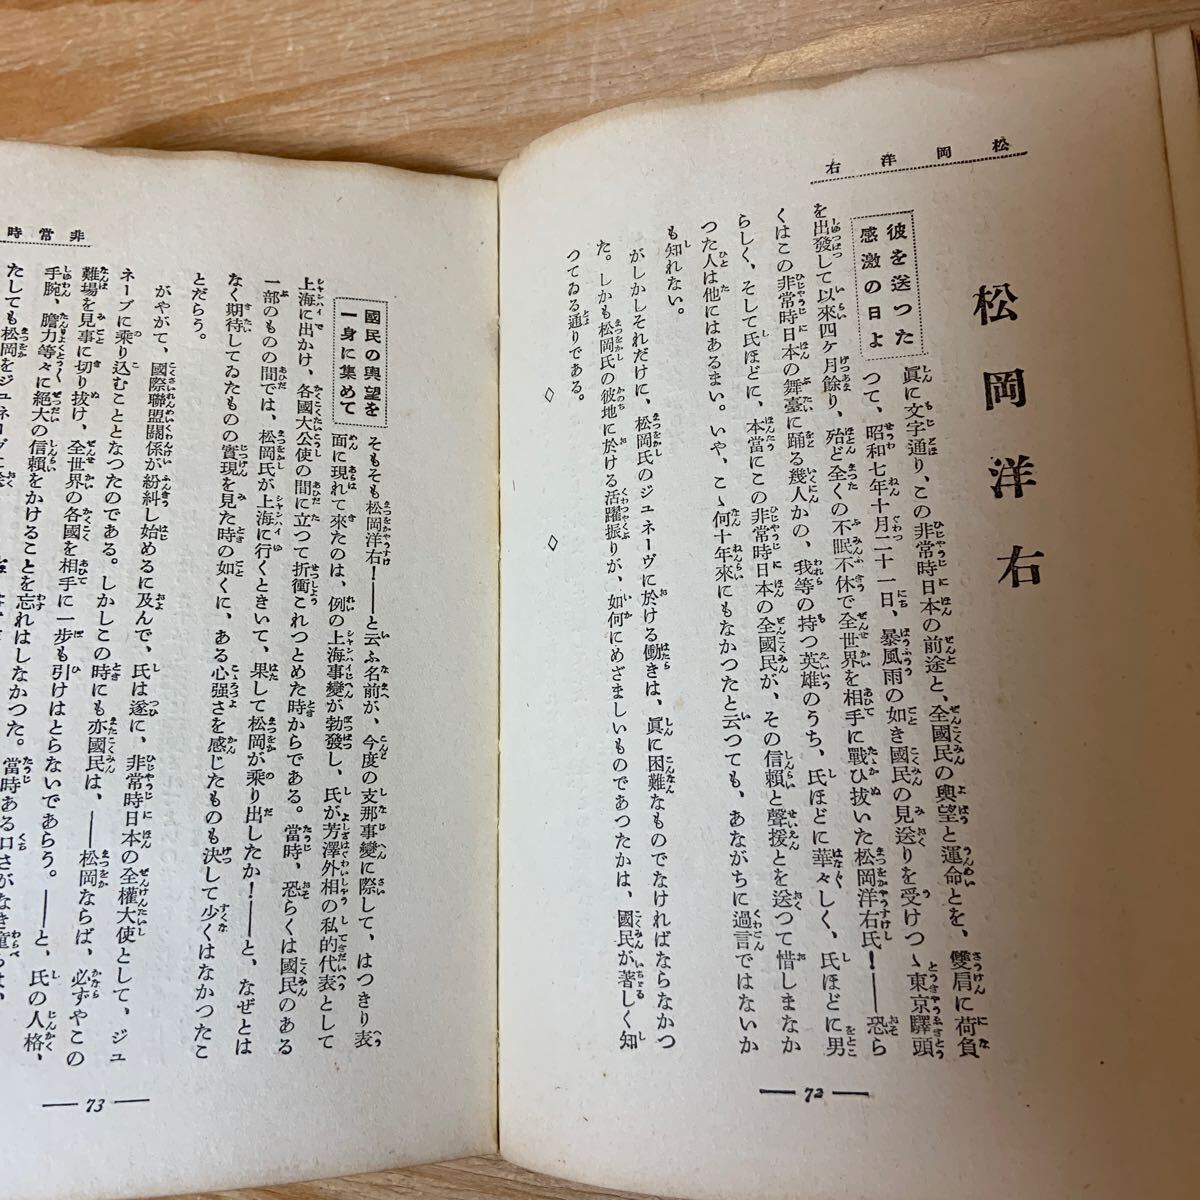 松岡洋右
松岡洋右
彼を送つた
感激の日よ
眞に文字通り、この非常時日本の前途と、全國民の輿望と運命とを、雙肩に荷負
つて、昭和七年十月二十一日、暴風雨の如き國民の見送りを受けつゝ東京驛頭
を出發して以來四ケ月餘り、殆ど全くの不眠不休で全世界を相手に戰ひ拔いた松岡洋右氏！――恐ら
くはこの非常時日本の舞臺に踊る幾人かの、我等の持つ英雄のうち、氏ほどに華々しく、氏ほどに男
らしく、そして氏ほどに、本當にこの非常時日本の全國民が、その信頼と聲援とを送つて惜しまなか
つた人は他にはあるまい。いや、こゝ何十年來にもなかつたと云つても、あながちに過言ではないか
も知れない。
がしかしそれだけに、松岡氏のジュネーヴに於ける働きは、眞に困難なものでなければならなかつ
た。しかも松岡氏の彼地に於ける活躍振りが、如何にめざましいものであつたかは、國民が著しく知
つてゐる通りである。
◇　◇
― 72 ―
非常時
國民の輿望を
一身に集めて
そもそも松岡洋右！――と云ふ名前が、今度の支那事變に際して、はつきり表
面に現れて來たのは、例の上海事變が勃發し、氏が芳澤外相の私的代表として
上海に出かけ、各國大公使の間に立つて折衝これつとめた時からである。當時、恐らくは國民のある
一部のものの間では、松岡氏が上海に行くときいて、果して松岡が乘り出したか！――と、なぜとは
なく期待してゐたものの實現を見た時の如くに、ある心强さを感じたものも決して少くはなかつたこ
とだらう。
がやがて、國際聯盟關係が紛糾し始めるに及んで、氏は遂に、非常時日本の全權大使として、ジュ
ネーブに乘り込むこととなつたのである。しかしこの時にも亦國民は、――松岡ならば、必ずやこの
難場を見事に切り拔け、全世界の各國を相手に一歩も引けはとらないであらう。――と、氏の人格、
手腕、膽力等々に絕大の信頼をかけることを忘れはしなかつた。當時ある口さがなき童
たしても松岡をジュネ
― 73 ―